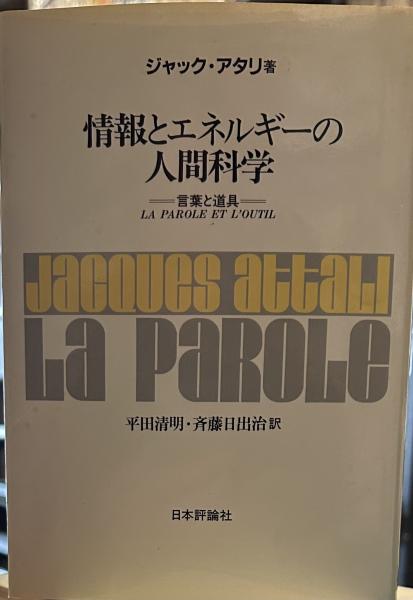 ジャック・アタリ著
情報とエネルギーの
人間科学
言葉と道具
LA PAROLE ET L'OUTIL
Jacques attali
La PaROLE
平田清明・斉藤日出治訳
日本評論社